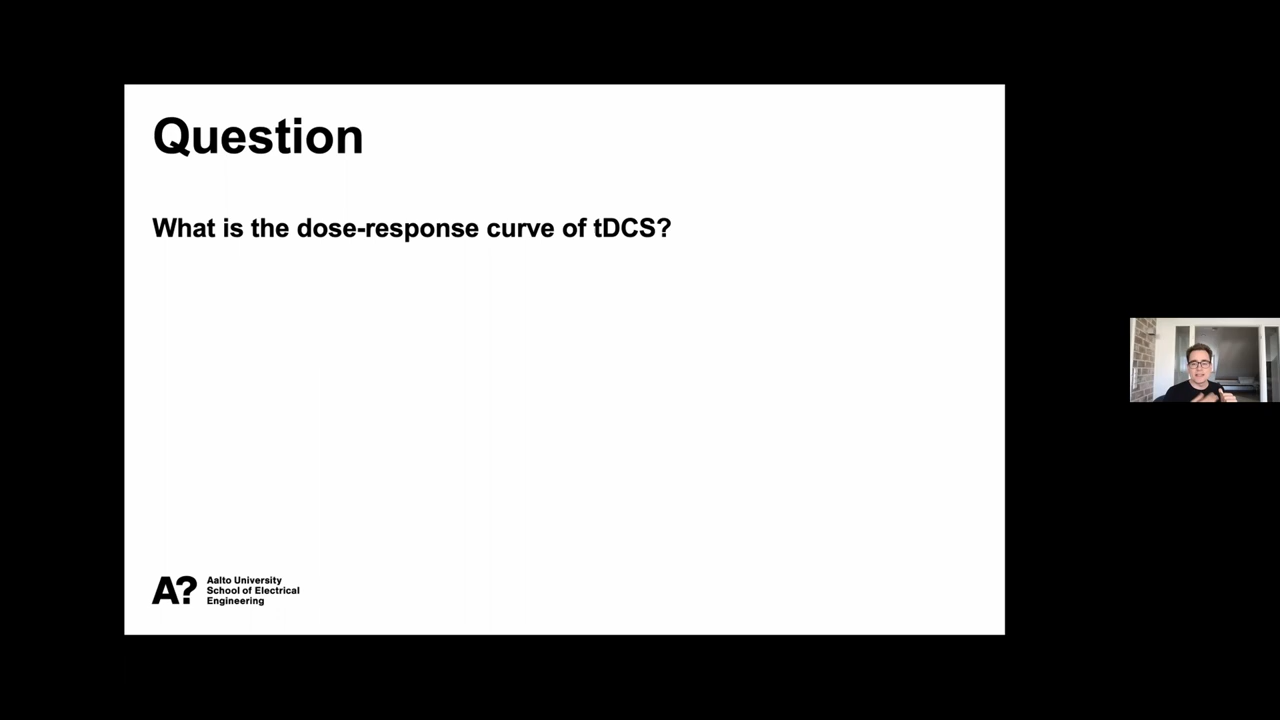 Question
What is the dose-response curve of tDCS?
A?
Aalto University
School of Electrical
Engineering